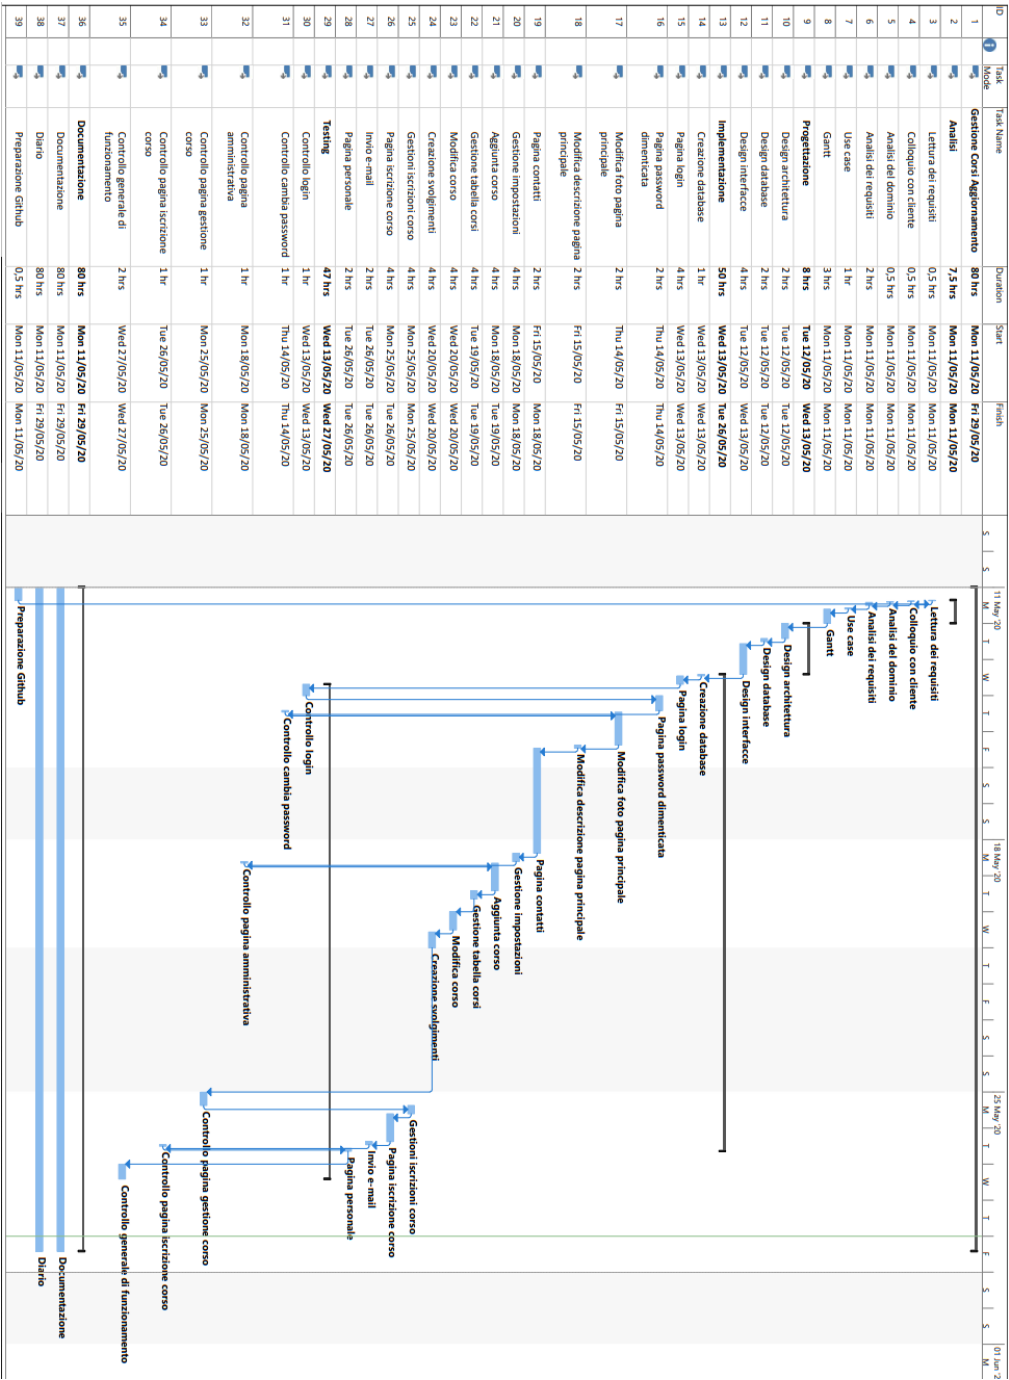 ID Task Mode Task Name Duration Start Finish
11 May '20 18 May '20 25 May '20 01 Jun '2
S S M T W T F S S M T W T F S S M T W T F S S M
1 Gestione Corsi Aggiornamento 80 hrs Mon 11/05/20 Fri 29/05/20
2 Analisi 7,5 hrs Mon 11/05/20 Mon 11/05/20
3 Lettura dei requisiti 0,5 hrs Mon 11/05/20 Mon 11/05/20 Lettura dei requisiti
4 Colloquio con cliente 0,5 hrs Mon 11/05/20 Mon 11/05/20 Colloquio con cliente
5 Analisi del dominio 0,5 hrs Mon 11/05/20 Mon 11/05/20 Analisi del dominio
6 Analisi dei requisiti 2 hrs Mon 11/05/20 Mon 11/05/20 Analisi dei requisiti
7 Use case 1 hr Mon 11/05/20 Mon 11/05/20 Use case
8 Gantt 3 hrs Mon 11/05/20 Mon 11/05/20 Gantt
9 Progettazione 8 hrs Tue 12/05/20 Wed 13/05/20
10 Design architettura 2 hrs Tue 12/05/20 Tue 12/05/20 Design architettura
11 Design database 2 hrs Tue 12/05/20 Tue 12/05/20 Design database
12 Design interfacce 4 hrs Tue 12/05/20 Wed 13/05/20 Design interfacce
13 Implementazione 50 hrs Wed 13/05/20 Tue 26/05/20
14 Creazione database 1 hr Wed 13/05/20 Wed 13/05/20 Creazione database
15 Pagina login 4 hrs Wed 13/05/20 Wed 13/05/20 Pagina login
16 Pagina password 2 hrs Thu 14/05/20 Thu 14/05/20 Pagina password dimenticata
dimenticata
17 Modifica foto pagina 2 hrs Thu 14/05/20 Fri 15/05/20 Modifica foto pagina principale
principale
18 Modifica descrizione pagina 2 hrs Fri 15/05/20 Fri 15/05/20 Modifica descrizione pagina principale
principale
19 Pagina contatti 2 hrs Fri 15/05/20 Mon 18/05/20 Pagina contatti
20 Gestione impostazioni 4 hrs Mon 18/05/20 Mon 18/05/20 Gestione impostazioni
21 Aggiunta corso 4 hrs Mon 18/05/20 Tue 19/05/20 Aggiunta corso
22 Gestione tabella corsi 4 hrs Tue 19/05/20 Tue 19/05/20 Gestione tabella corsi
23 Modifica corso 4 hrs Wed 20/05/20 Wed 20/05/20 Modifica corso
24 Creazione svolgimenti 4 hrs Wed 20/05/20 Wed 20/05/20 Creazione svolgimenti
25 Gestioni iscrizioni corso 4 hrs Mon 25/05/20 Mon 25/05/20 Gestioni iscrizioni corso
26 Pagina iscrizione corso 4 hrs Mon 25/05/20 Tue 26/05/20 Pagina iscrizione corso
27 Invio e-mail 2 hrs Tue 26/05/20 Tue 26/05/20 Invio e-mail
28 Pagina personale 2 hrs Tue 26/05/20 Tue 26/05/20 Pagina personale
29 Testing 47 hrs Wed 13/05/20 Wed 27/05/20
30 Controllo login 1 hr Wed 13/05/20 Wed 13/05/20 Controllo login
31 Controllo cambia password 1 hr Thu 14/05/20 Thu 14/05/20 Controllo cambia password
32 Controllo pagina 1 hr Mon 18/05/20 Mon 18/05/20 Controllo pagina amministrativa
amministrativa
33 Controllo pagina gestione 1 hr Mon 25/05/20 Mon 25/05/20 Controllo pagina gestione corso
corso
34 Controllo pagina iscrizione 1 hr Tue 26/05/20 Tue 26/05/20 Controllo pagina iscrizione corso
corso
35 Controllo generale di 2 hrs Wed 27/05/20 Wed 27/05/20 Controllo generale di funzionamento
funzionamento
36 Documentazione 80 hrs Mon 11/05/20 Fri 29/05/20
37 Documentazione 80 hrs Mon 11/05/20 Fri 29/05/20 Documentazione
38 Diario 80 hrs Mon 11/05/20 Fri 29/05/20 Diario
39 Preparazione Github 0,5 hrs Mon 11/05/20 Mon 11/05/20 Preparazione Github